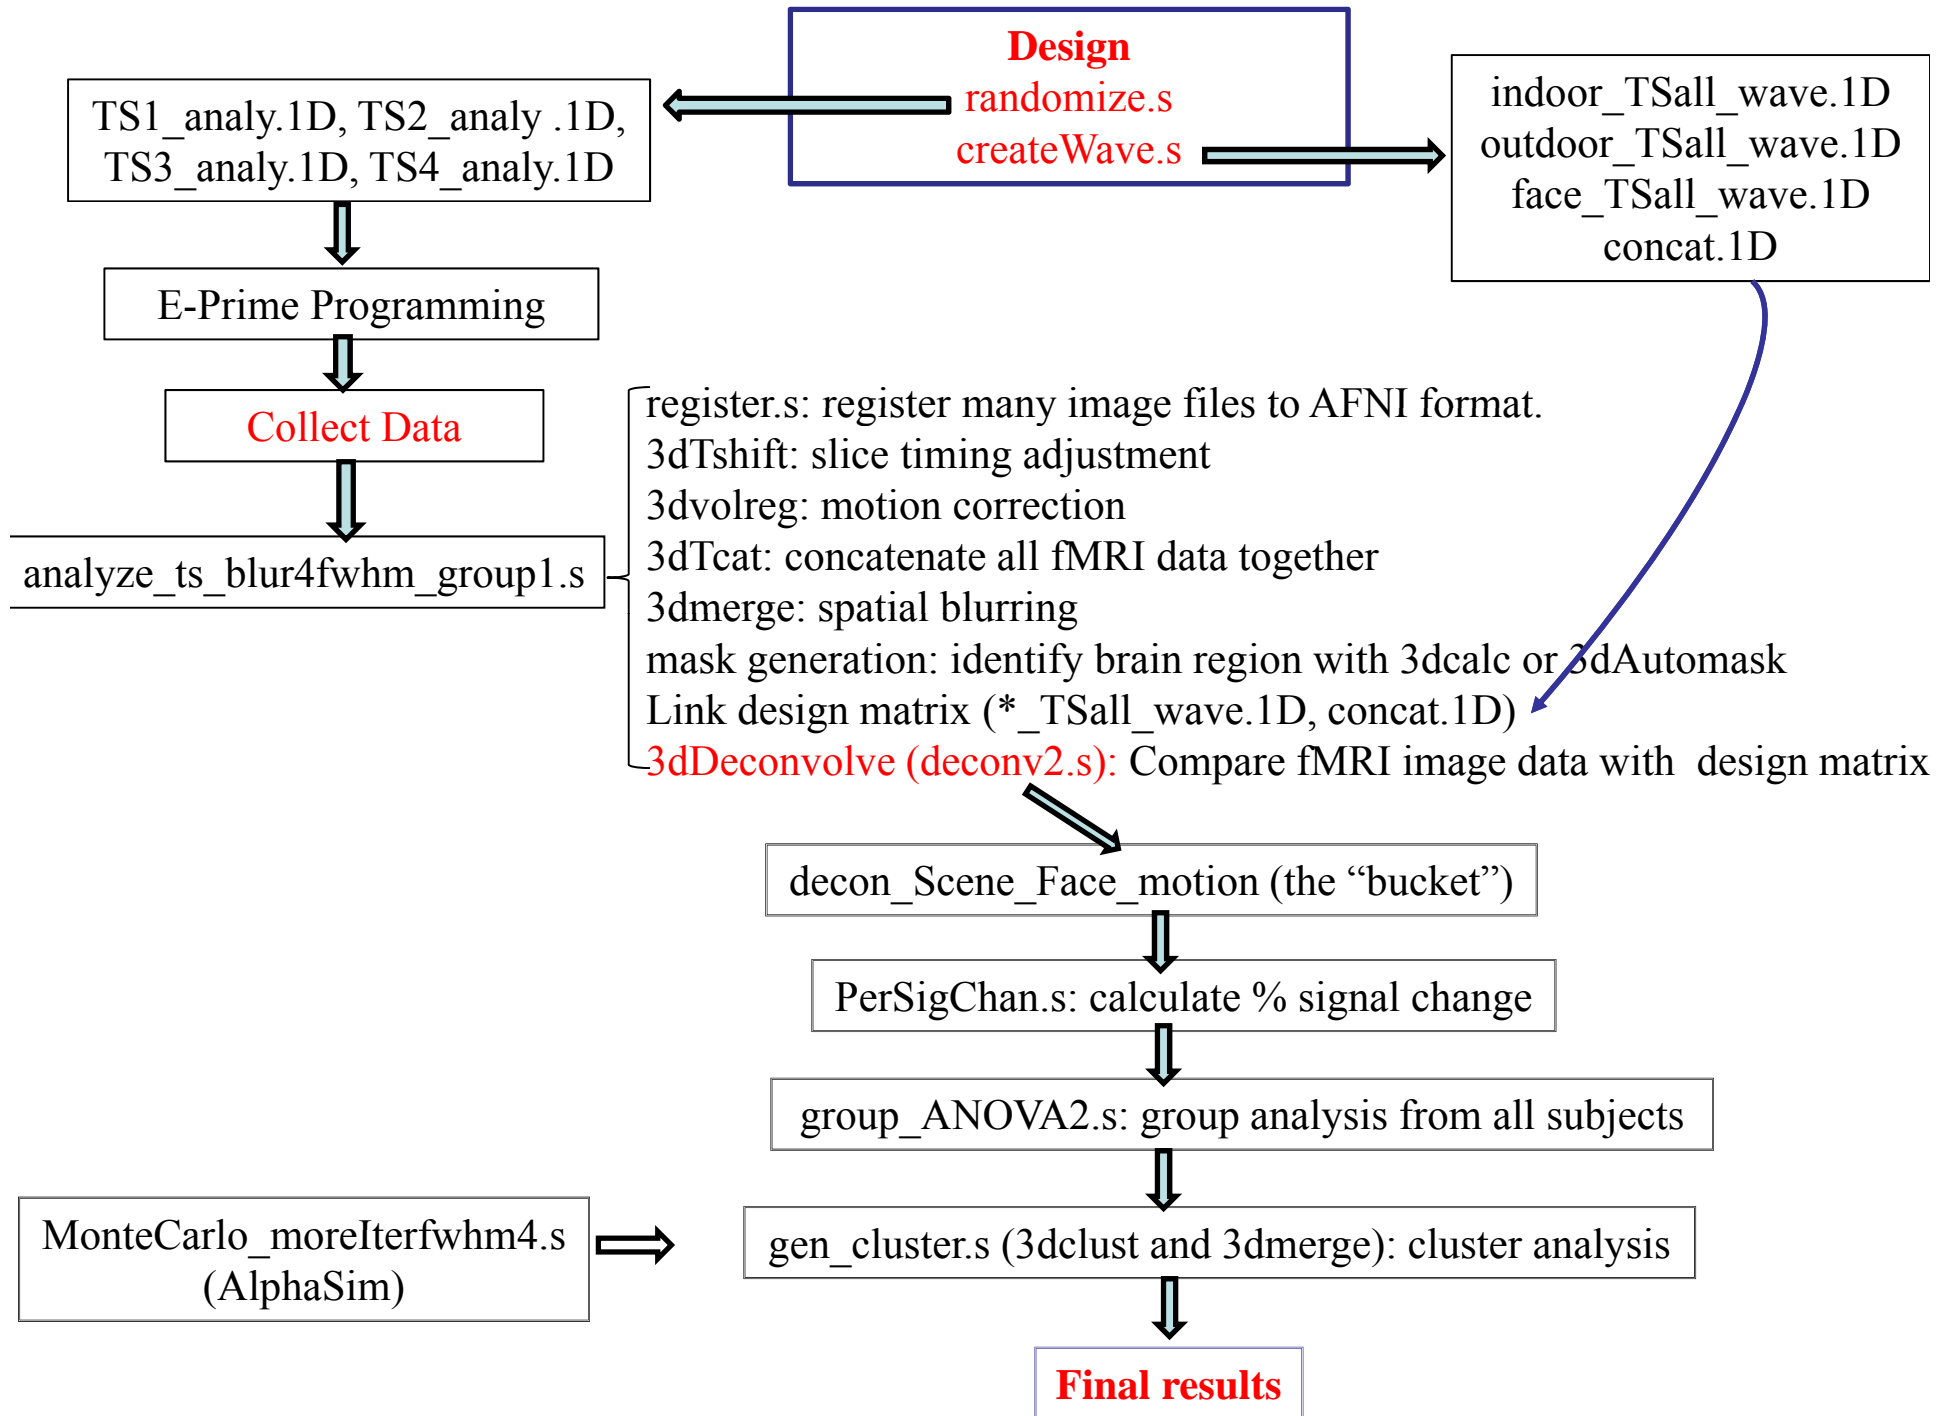 Design
randomize.s
createWave.s
TS1_analy.1D, TS2_analy .1D,
TS3_analy.1D, TS4_analy.1D
indoor_TSall_wave.1D
outdoor_TSall_wave.1D
face_TSall_wave.1D
concat.1D
E-Prime Programming
Collect Data
analyze_ts_blur4fwhm_group1.s
register.s: register many image files to AFNI format.
3dTshift: slice timing adjustment
3dvolreg: motion correction
3dTcat: concatenate all fMRI data together
3dmerge: spatial blurring
mask generation: identify brain region with 3dcalc or 3dAutomask
Link design matrix (*_TSall_wave.1D, concat.1D)
3dDeconvolve (deconv2.s): Compare fMRI image data with  design matrix
decon_Scene_Face_motion (the “bucket”)
PerSigChan.s: calculate % signal change
group_ANOVA2.s: group analysis from all subjects
MonteCarlo_moreIterfwhm4.s
(AlphaSim)
gen_cluster.s (3dclust and 3dmerge): cluster analysis
Final results